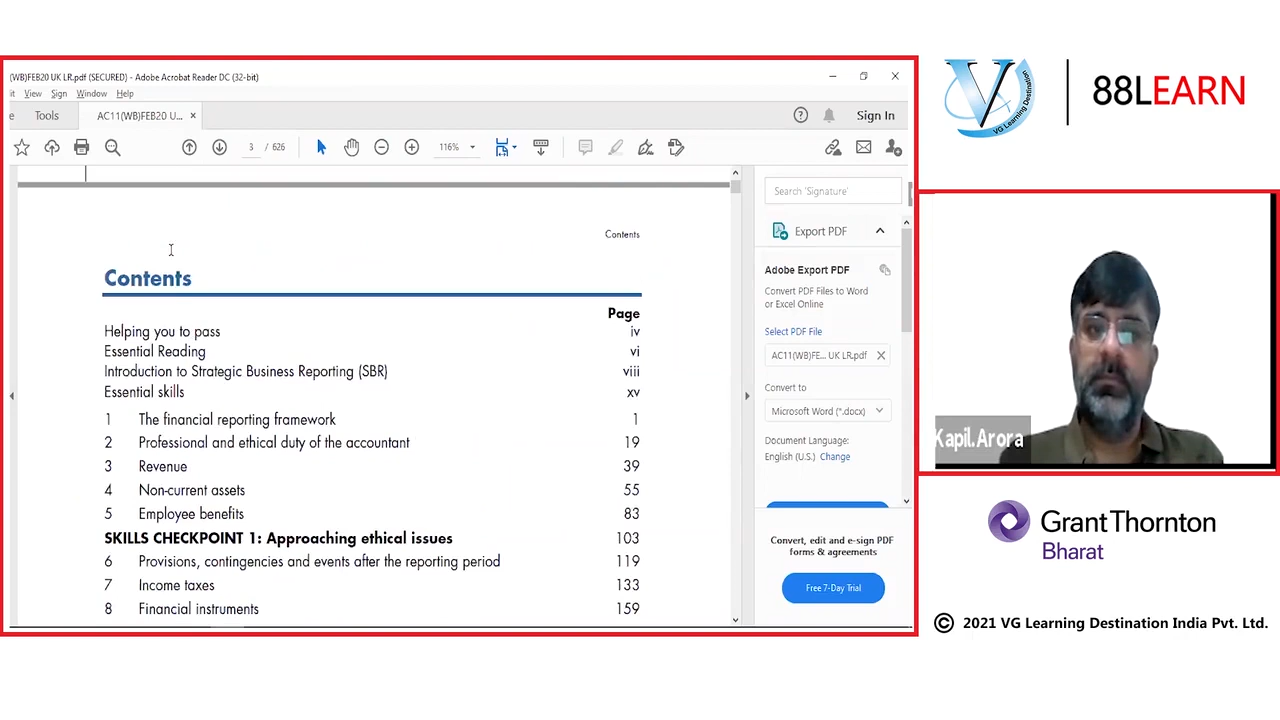 (WB)FEB20 UK LR.pdf (SECURED) - Adobe Acrobat Reader DC (32-bit)
it View Sign Window Help
e Tools AC11(WB)FEB20 U... × Sign In
3 / 626 116%
Contents
Contents
Page
Helping you to pass iv
Essential Reading vi
Introduction to Strategic Business Reporting (SBR) viii
Essential skills xv
1 The financial reporting framework 1
2 Professional and ethical duty of the accountant 19
3 Revenue 39
4 Non-current assets 55
5 Employee benefits 83
SKILLS CHECKPOINT 1: Approaching ethical issues 103
6 Provisions, contingencies and events after the reporting period 119
7 Income taxes 133
8 Financial instruments 159
Search 'Signature'
Export PDF
Adobe Export PDF
Convert PDF Files to Word
or Excel Online
Select PDF File
AC11(WB)FE... UK LR.pdf
Convert to
Microsoft Word (*.docx)
Document Language:
English (U.S.) Change
Convert, edit and e-sign PDF
forms & agreements
Free 7-Day Trial
VG Learning Destination
88LEARN
Kapil.Arora
Grant Thornton
Bharat
© 2021 VG Learning Destination India Pvt. Ltd.